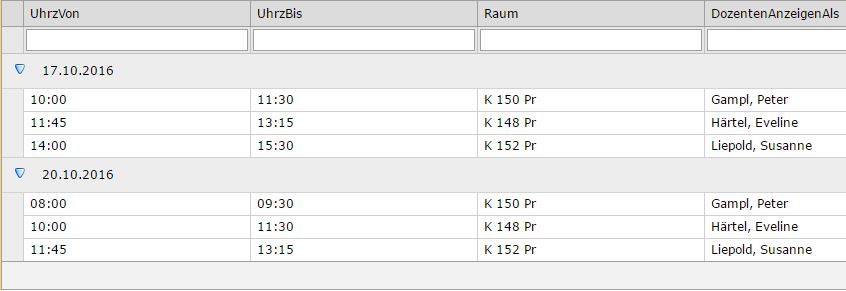 UhrzVon UhrzBis Raum DozentenAnzeigenAls
17.10.2016
10:00 11:30 K 150 Pr Gampl, Peter
11:45 13:15 K 148 Pr Härtel, Eveline
14:00 15:30 K 152 Pr Liepold, Susanne
20.10.2016
08:00 09:30 K 150 Pr Gampl, Peter
10:00 11:30 K 148 Pr Härtel, Eveline
11:45 13:15 K 152 Pr Liepold, Susanne